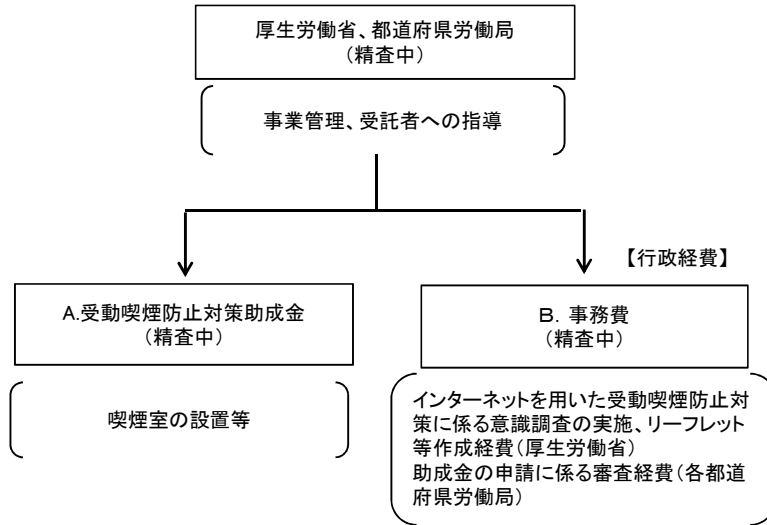 厚生労働省、都道府県労働局
(精査中)
事業管理、受託者への指導
【行政経費】
A.受動喫煙防止対策助成金
(精査中)
B．事務費
(精査中)
喫煙室の設置等
インターネットを用いた受動喫煙防止対
策に係る意識調査の実施、リーフレット
等作成経費(厚生労働省)
助成金の申請に係る審査経費(各都道
府県労働局)